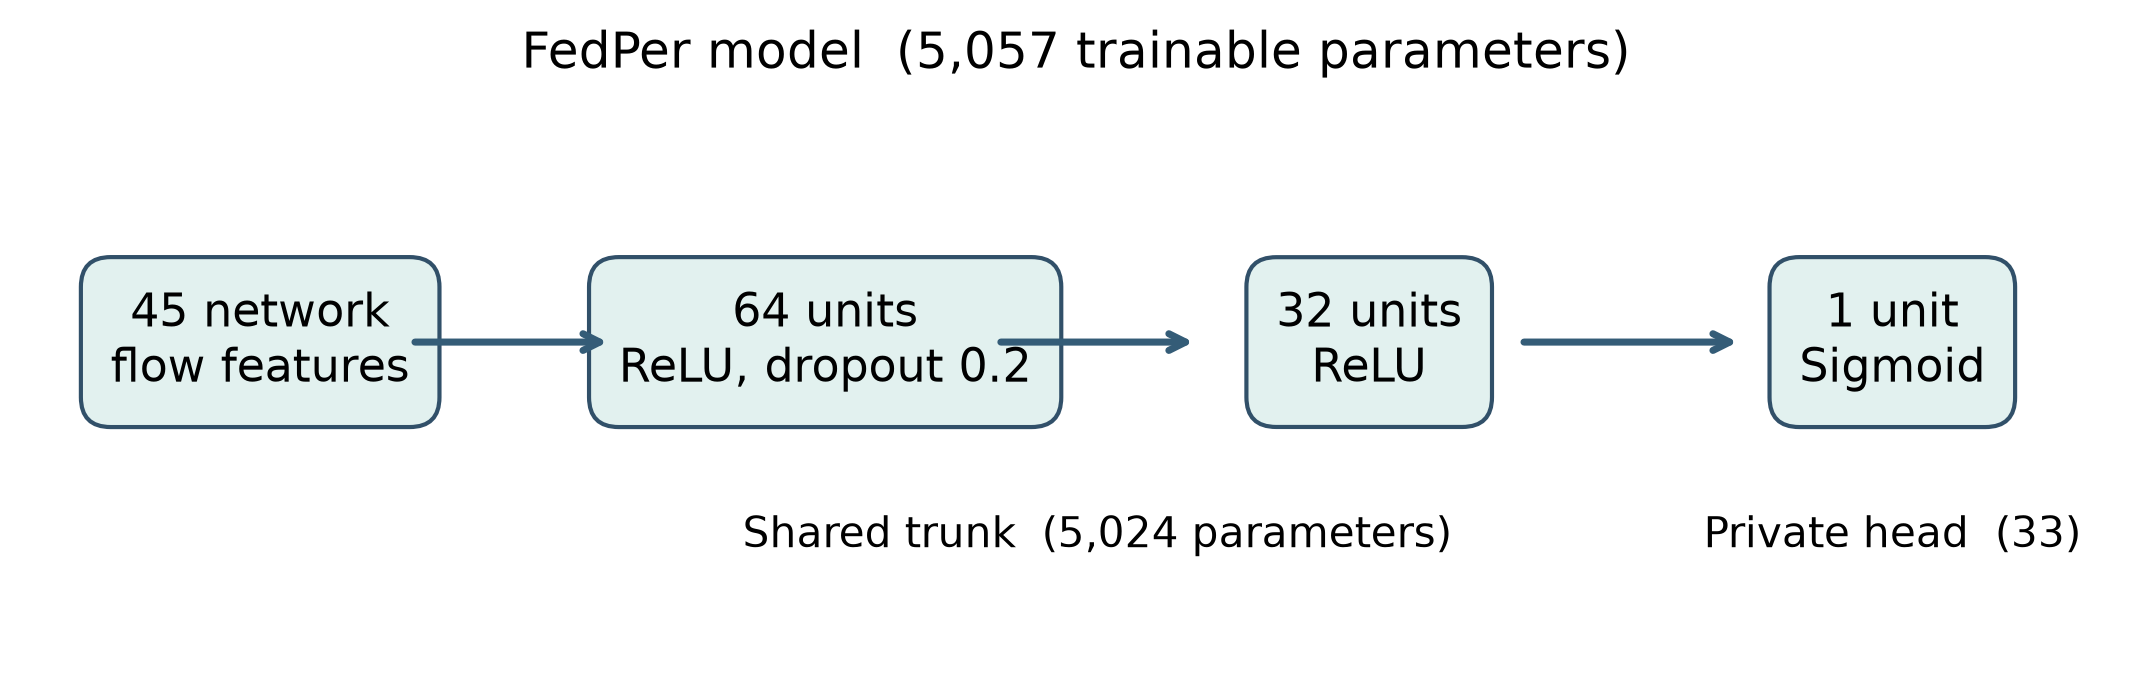 FedPer model  (5,057 trainable parameters)
45 network
flow features
64 units
ReLU, dropout 0.2
32 units
ReLU
1 unit
Sigmoid
Shared trunk  (5,024 parameters)
Private head  (33)